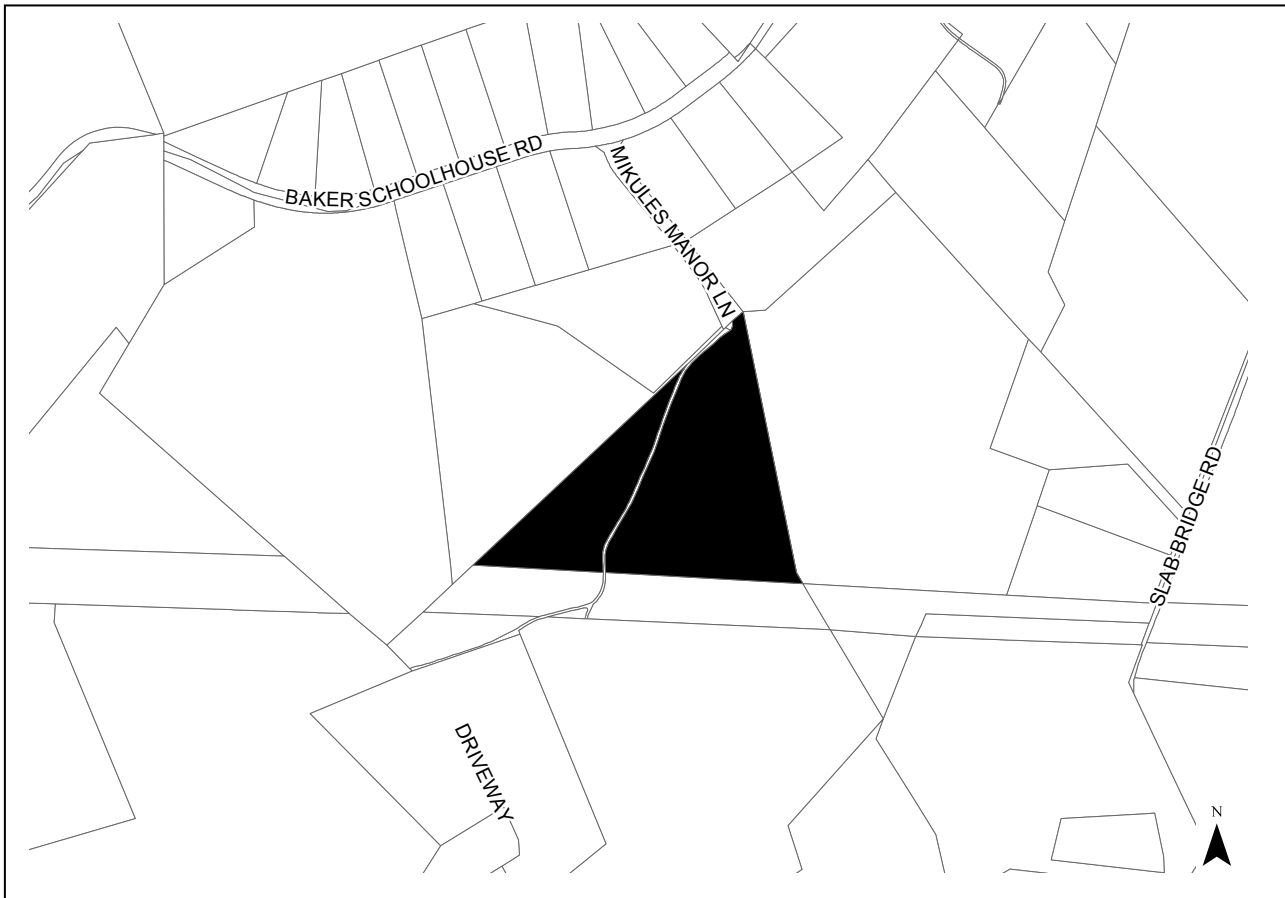 BAKER SCHOOLHOUSE RD
MIKULES MANOR LN
SLAB BRIDGE RD
DRIVEWAY
N